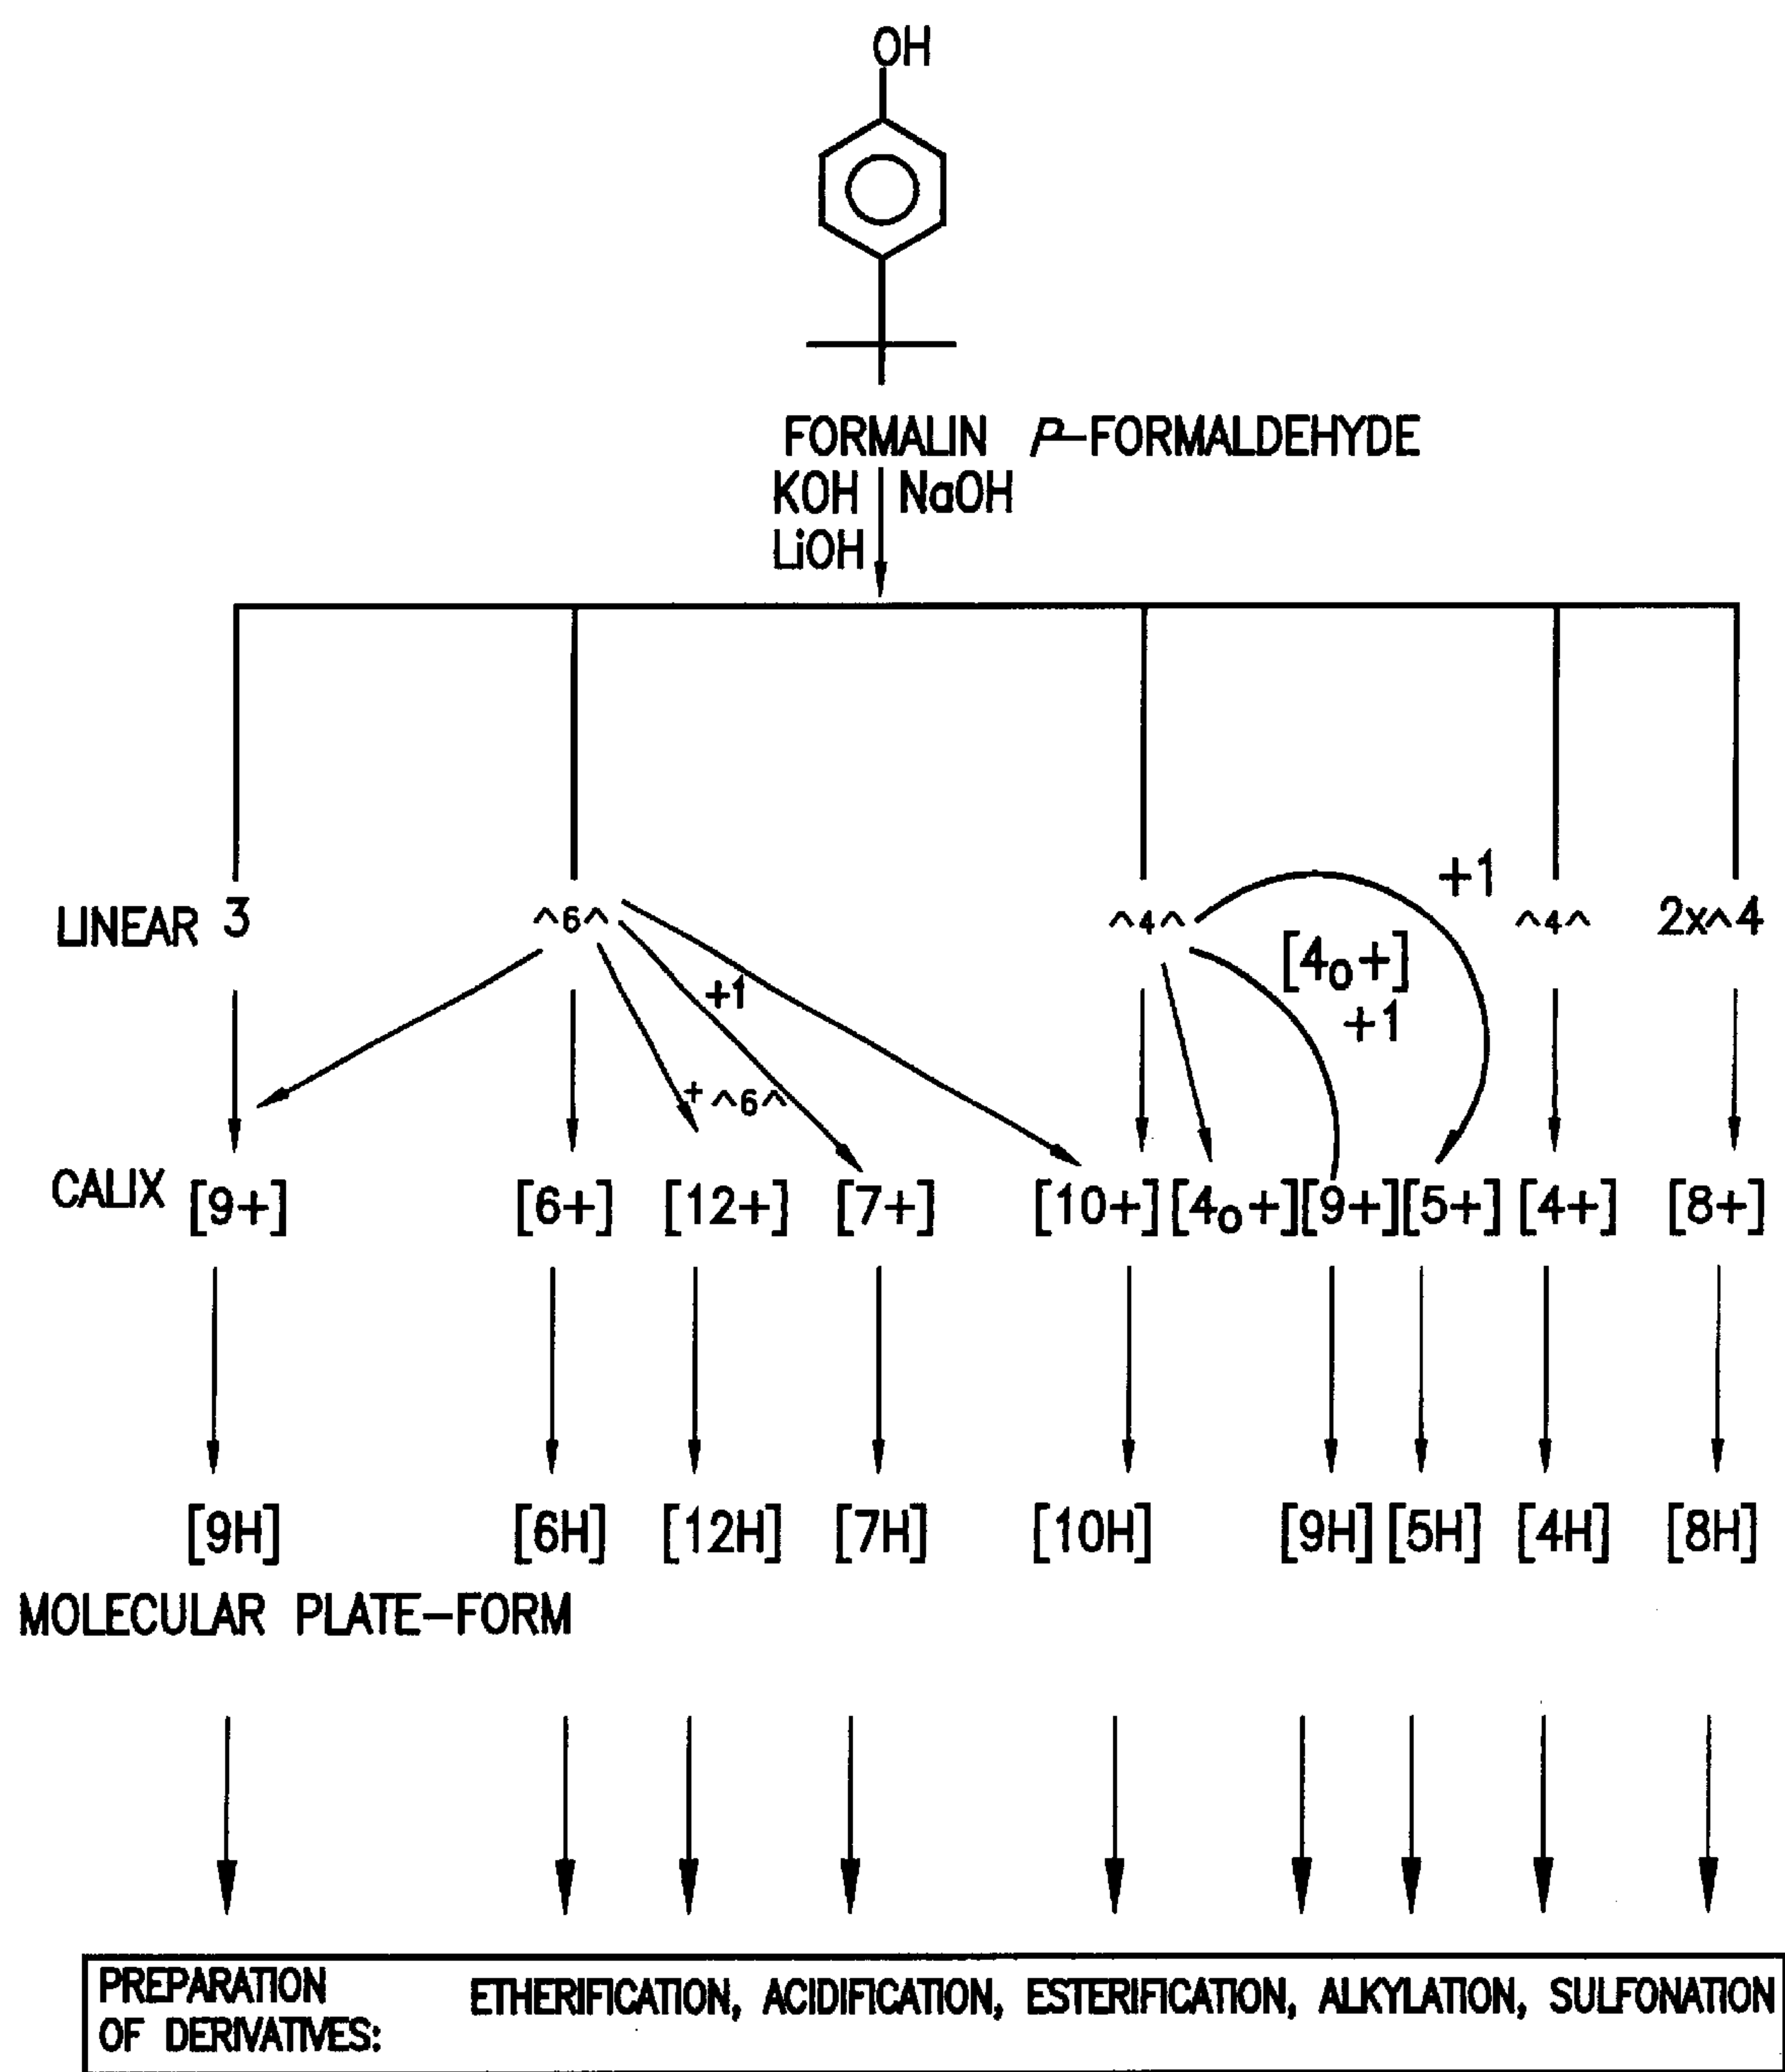 OH
FORMALIN p-FORMALDEHYDE
KOH NaOH
LiOH
+1
LINEAR 3 ^6^ ^4^ ^4^ 2x^4
[4o+]
+1 +1
+ ^6^
CALIX [9+] [6+] [12+] [7+] [10+] [4o+] [9+] [5+] [4+] [8+]
[9H] [6H] [12H] [7H] [10H] [9H] [5H] [4H] [8H]
MOLECULAR PLATE-FORM
PREPARATION ETHERIFICATION, ACIDIFICATION, ESTERIFICATION, ALKYLATION, SULFONATION
OF DERIVATIVES: